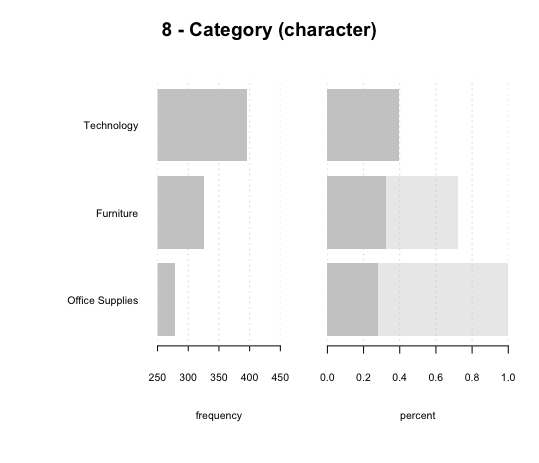 8 - Category (character)
Technology
Furniture
Office Supplies
250 300 350 400 450 0.0 0.2 0.4 0.6 0.8 1.0
frequency percent